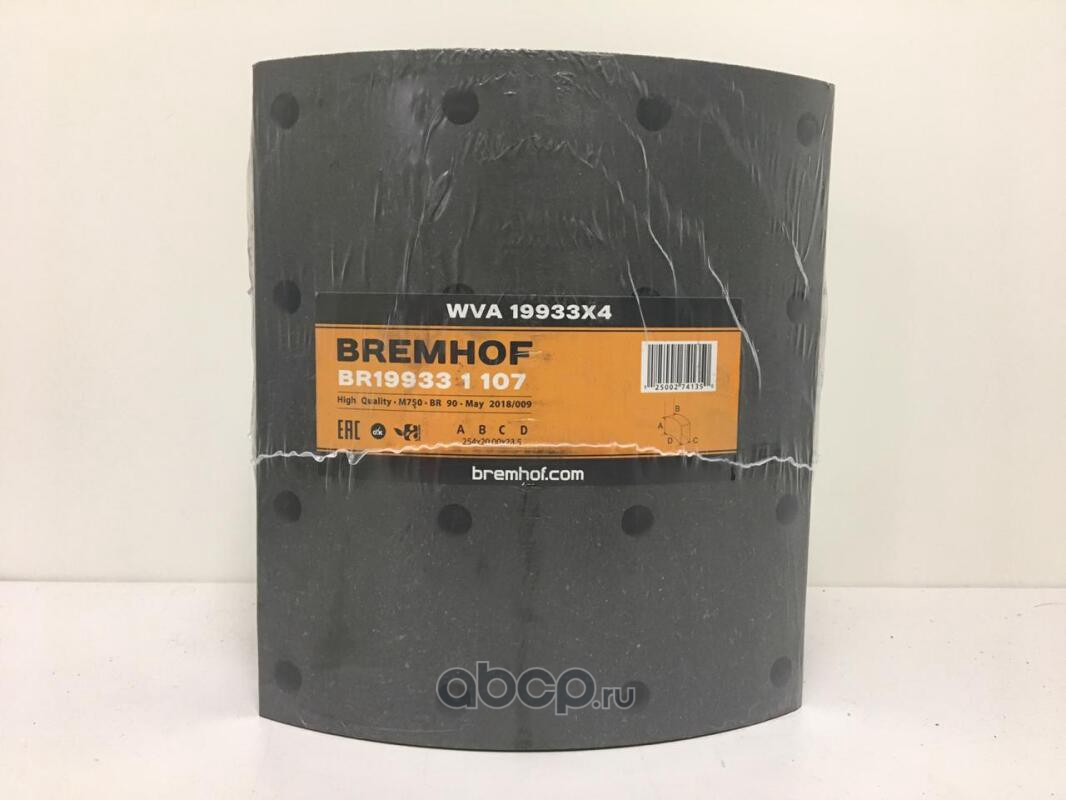 WVA 19933X4
BREMHOF
BR19933 1 107
High Quality - M750 - BR 90 - May 2018/009
EAC
A B C D
254x20.00x23.5
A B D C
bremhof.com
abcp.ru